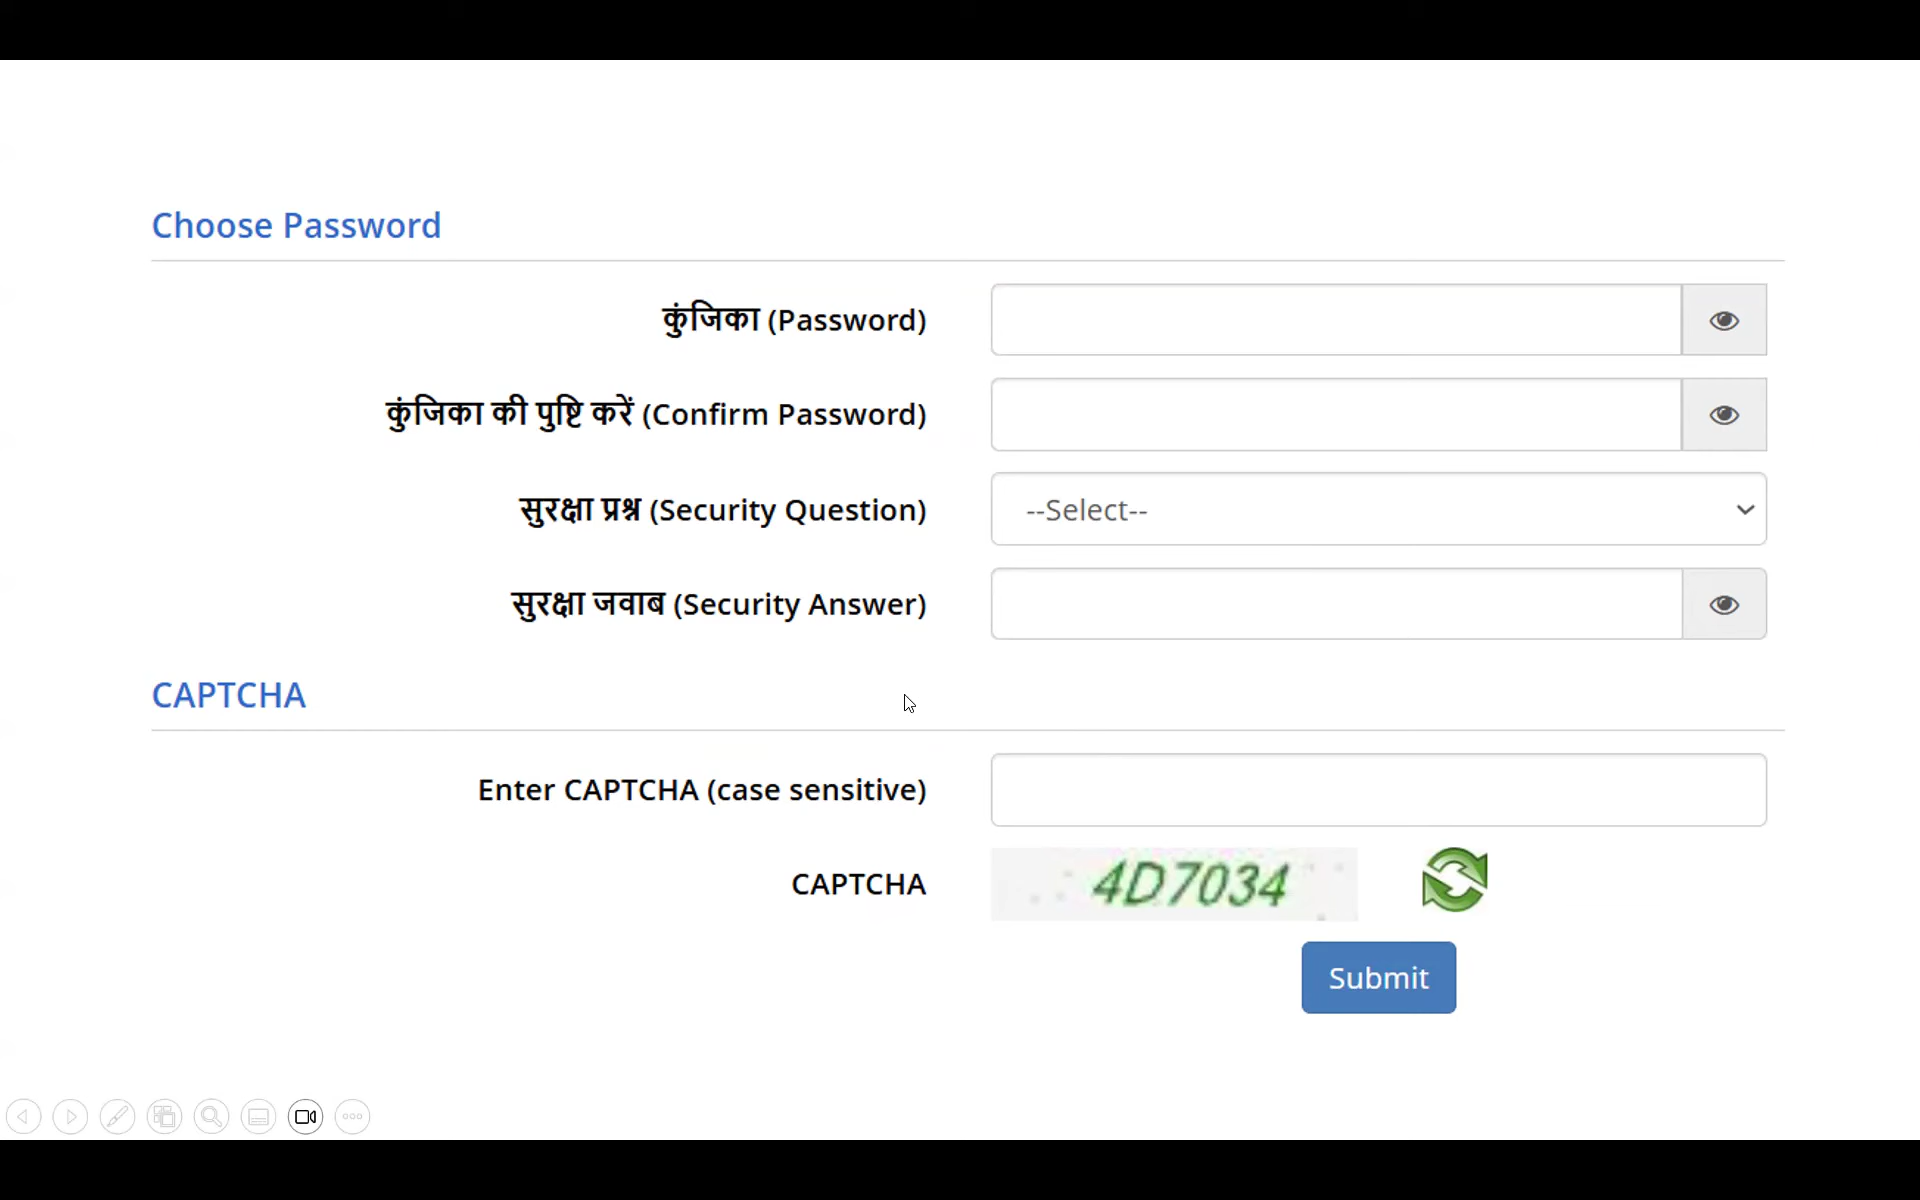 Choose Password
कुंजिका (Password)
कुंजिका की पुष्टि करें (Confirm Password)
सुरक्षा प्रश्न (Security Question)
--Select--
सुरक्षा जवाब (Security Answer)
CAPTCHA
Enter CAPTCHA (case sensitive)
CAPTCHA
4D7034
Submit